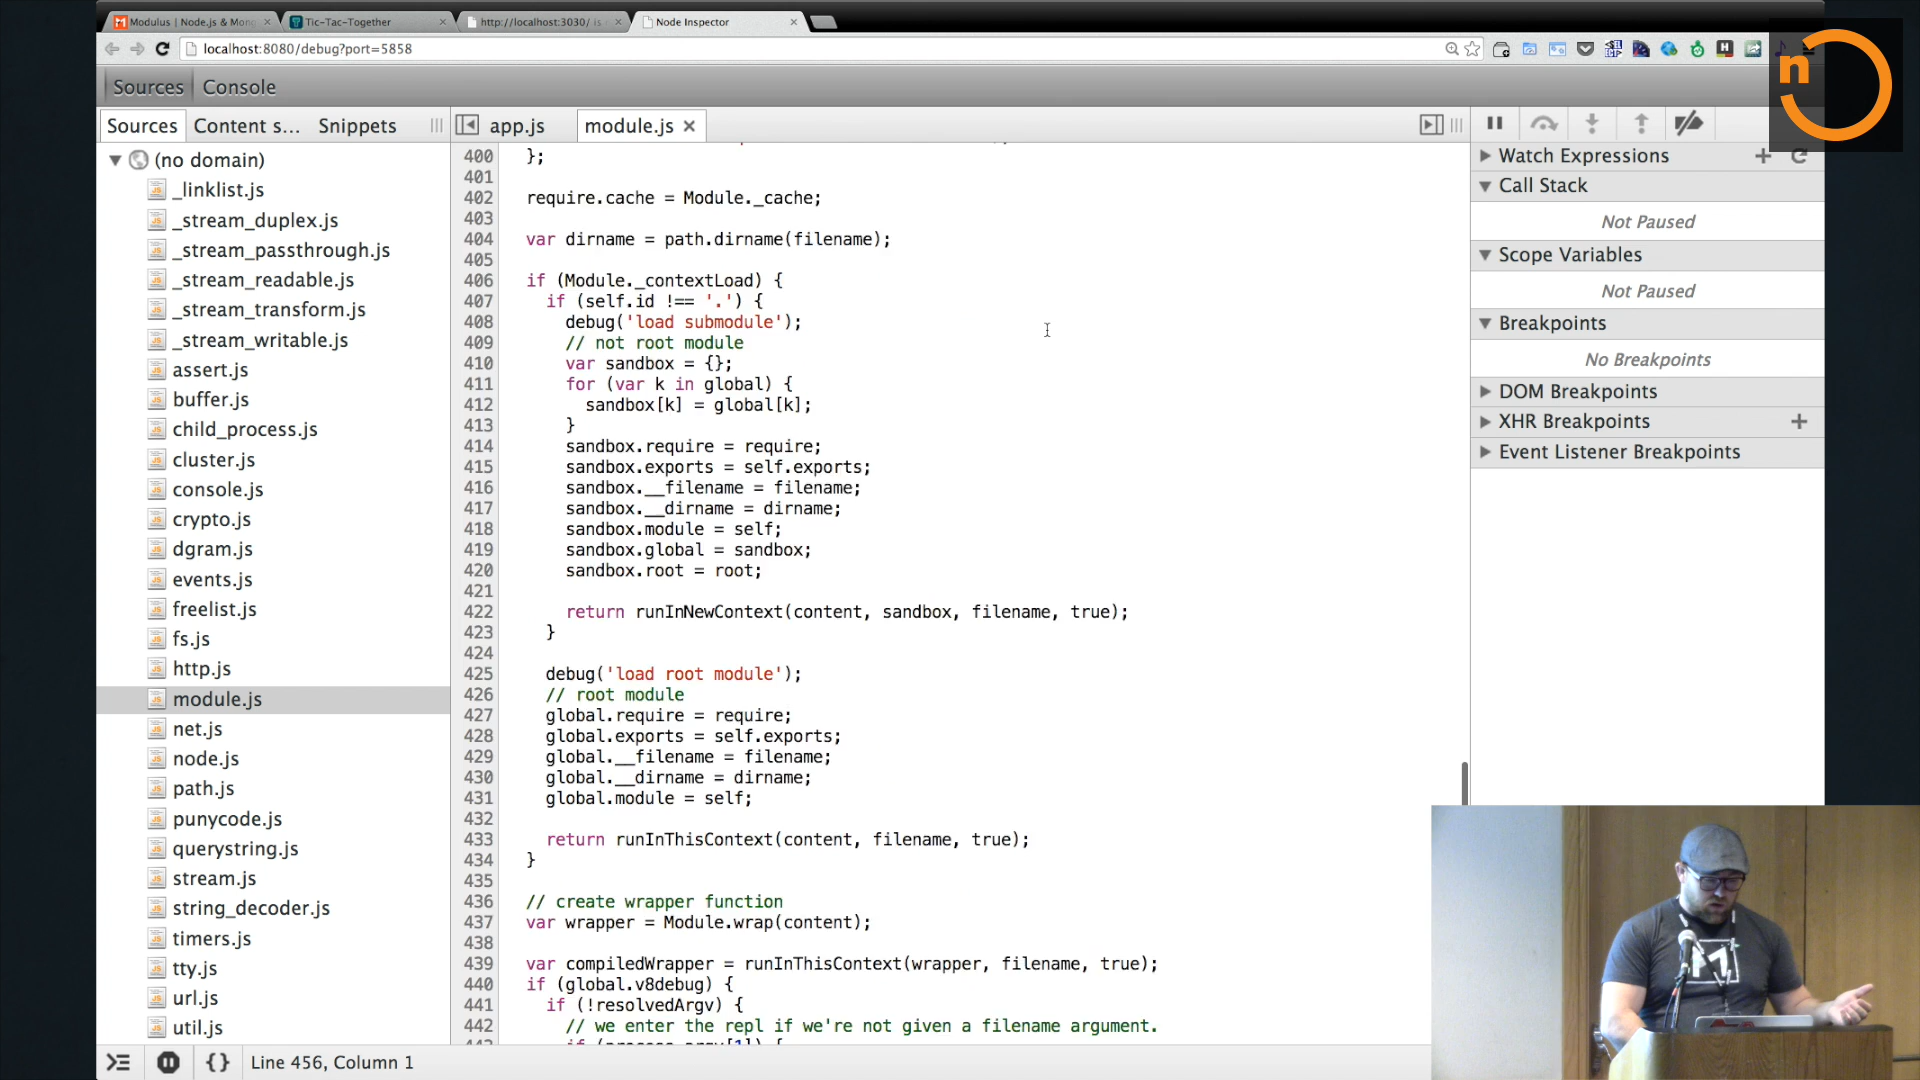 Modulus | Node.js & Mong
Tic-Tac-Together
http://localhost:3030/ is
Node Inspector
localhost:8080/debug?port=5858
n
Sources
Console
Sources
Content s...
Snippets
app.js
module.js
(no domain)
_linklist.js
_stream_duplex.js
_stream_passthrough.js
_stream_readable.js
_stream_transform.js
_stream_writable.js
assert.js
buffer.js
child_process.js
cluster.js
console.js
crypto.js
dgram.js
events.js
freelist.js
fs.js
http.js
module.js
net.js
node.js
path.js
punycode.js
querystring.js
stream.js
string_decoder.js
timers.js
tty.js
url.js
util.js
400 };
401
402 require.cache = Module._cache;
403
404 var dirname = path.dirname(filename);
405
406 if (Module._contextLoad) {
407 if (self.id !== '.') {
408 debug('load submodule');
409 // not root module
410 var sandbox = {};
411 for (var k in global) {
412 sandbox[k] = global[k];
413 }
414 sandbox.require = require;
415 sandbox.exports = self.exports;
416 sandbox.__filename = filename;
417 sandbox.__dirname = dirname;
418 sandbox.module = self;
419 sandbox.global = sandbox;
420 sandbox.root = root;
421
422 return runInNewContext(content, sandbox, filename, true);
423 }
424
425 debug('load root module');
426 // root module
427 global.require = require;
428 global.exports = self.exports;
429 global.__filename = filename;
430 global.__dirname = dirname;
431 global.module = self;
432
433 return runInThisContext(content, filename, true);
434 }
435
436 // create wrapper function
437 var wrapper = Module.wrap(content);
438
439 var compiledWrapper = runInThisContext(wrapper, filename, true);
440 if (global.v8debug) {
441 if (!resolvedArgv) {
442 // we enter the repl if we're not given a filename argument.
443 if (process.argv[1]) {
Watch Expressions
Call Stack
Not Paused
Scope Variables
Not Paused
Breakpoints
No Breakpoints
DOM Breakpoints
XHR Breakpoints
Event Listener Breakpoints
Line 456, Column 1